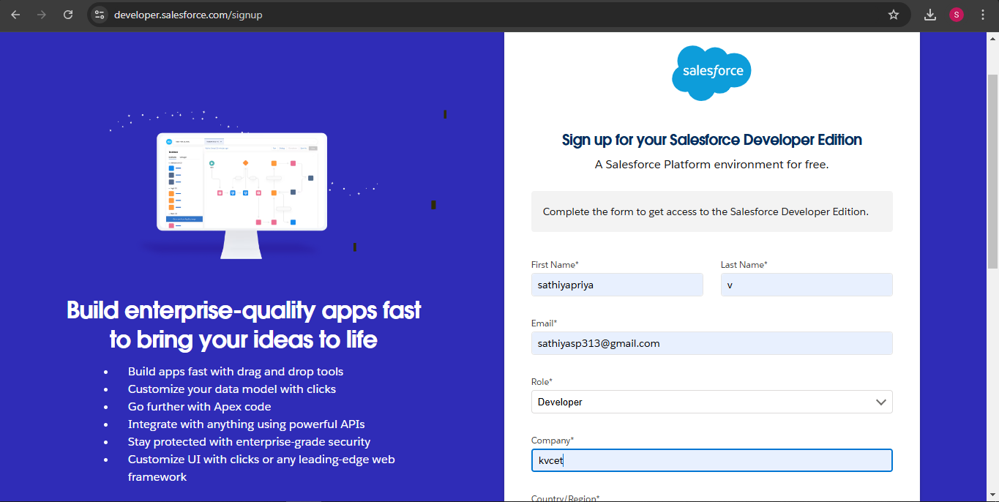 developer.salesforce.com/signup
S
salesforce
Sign up for your Salesforce Developer Edition
A Salesforce Platform environment for free.
Complete the form to get access to the Salesforce Developer Edition.
First Name*
Last Name*
sathiyapriya
v
Email*
sathiyasp313@gmail.com
Role*
Developer
Company*
kvcet
Country/Region*
Build enterprise-quality apps fast
to bring your ideas to life
• Build apps fast with drag and drop tools
• Customize your data model with clicks
• Go further with Apex code
• Integrate with anything using powerful APIs
• Stay protected with enterprise-grade security
• Customize UI with clicks or any leading-edge web
framework